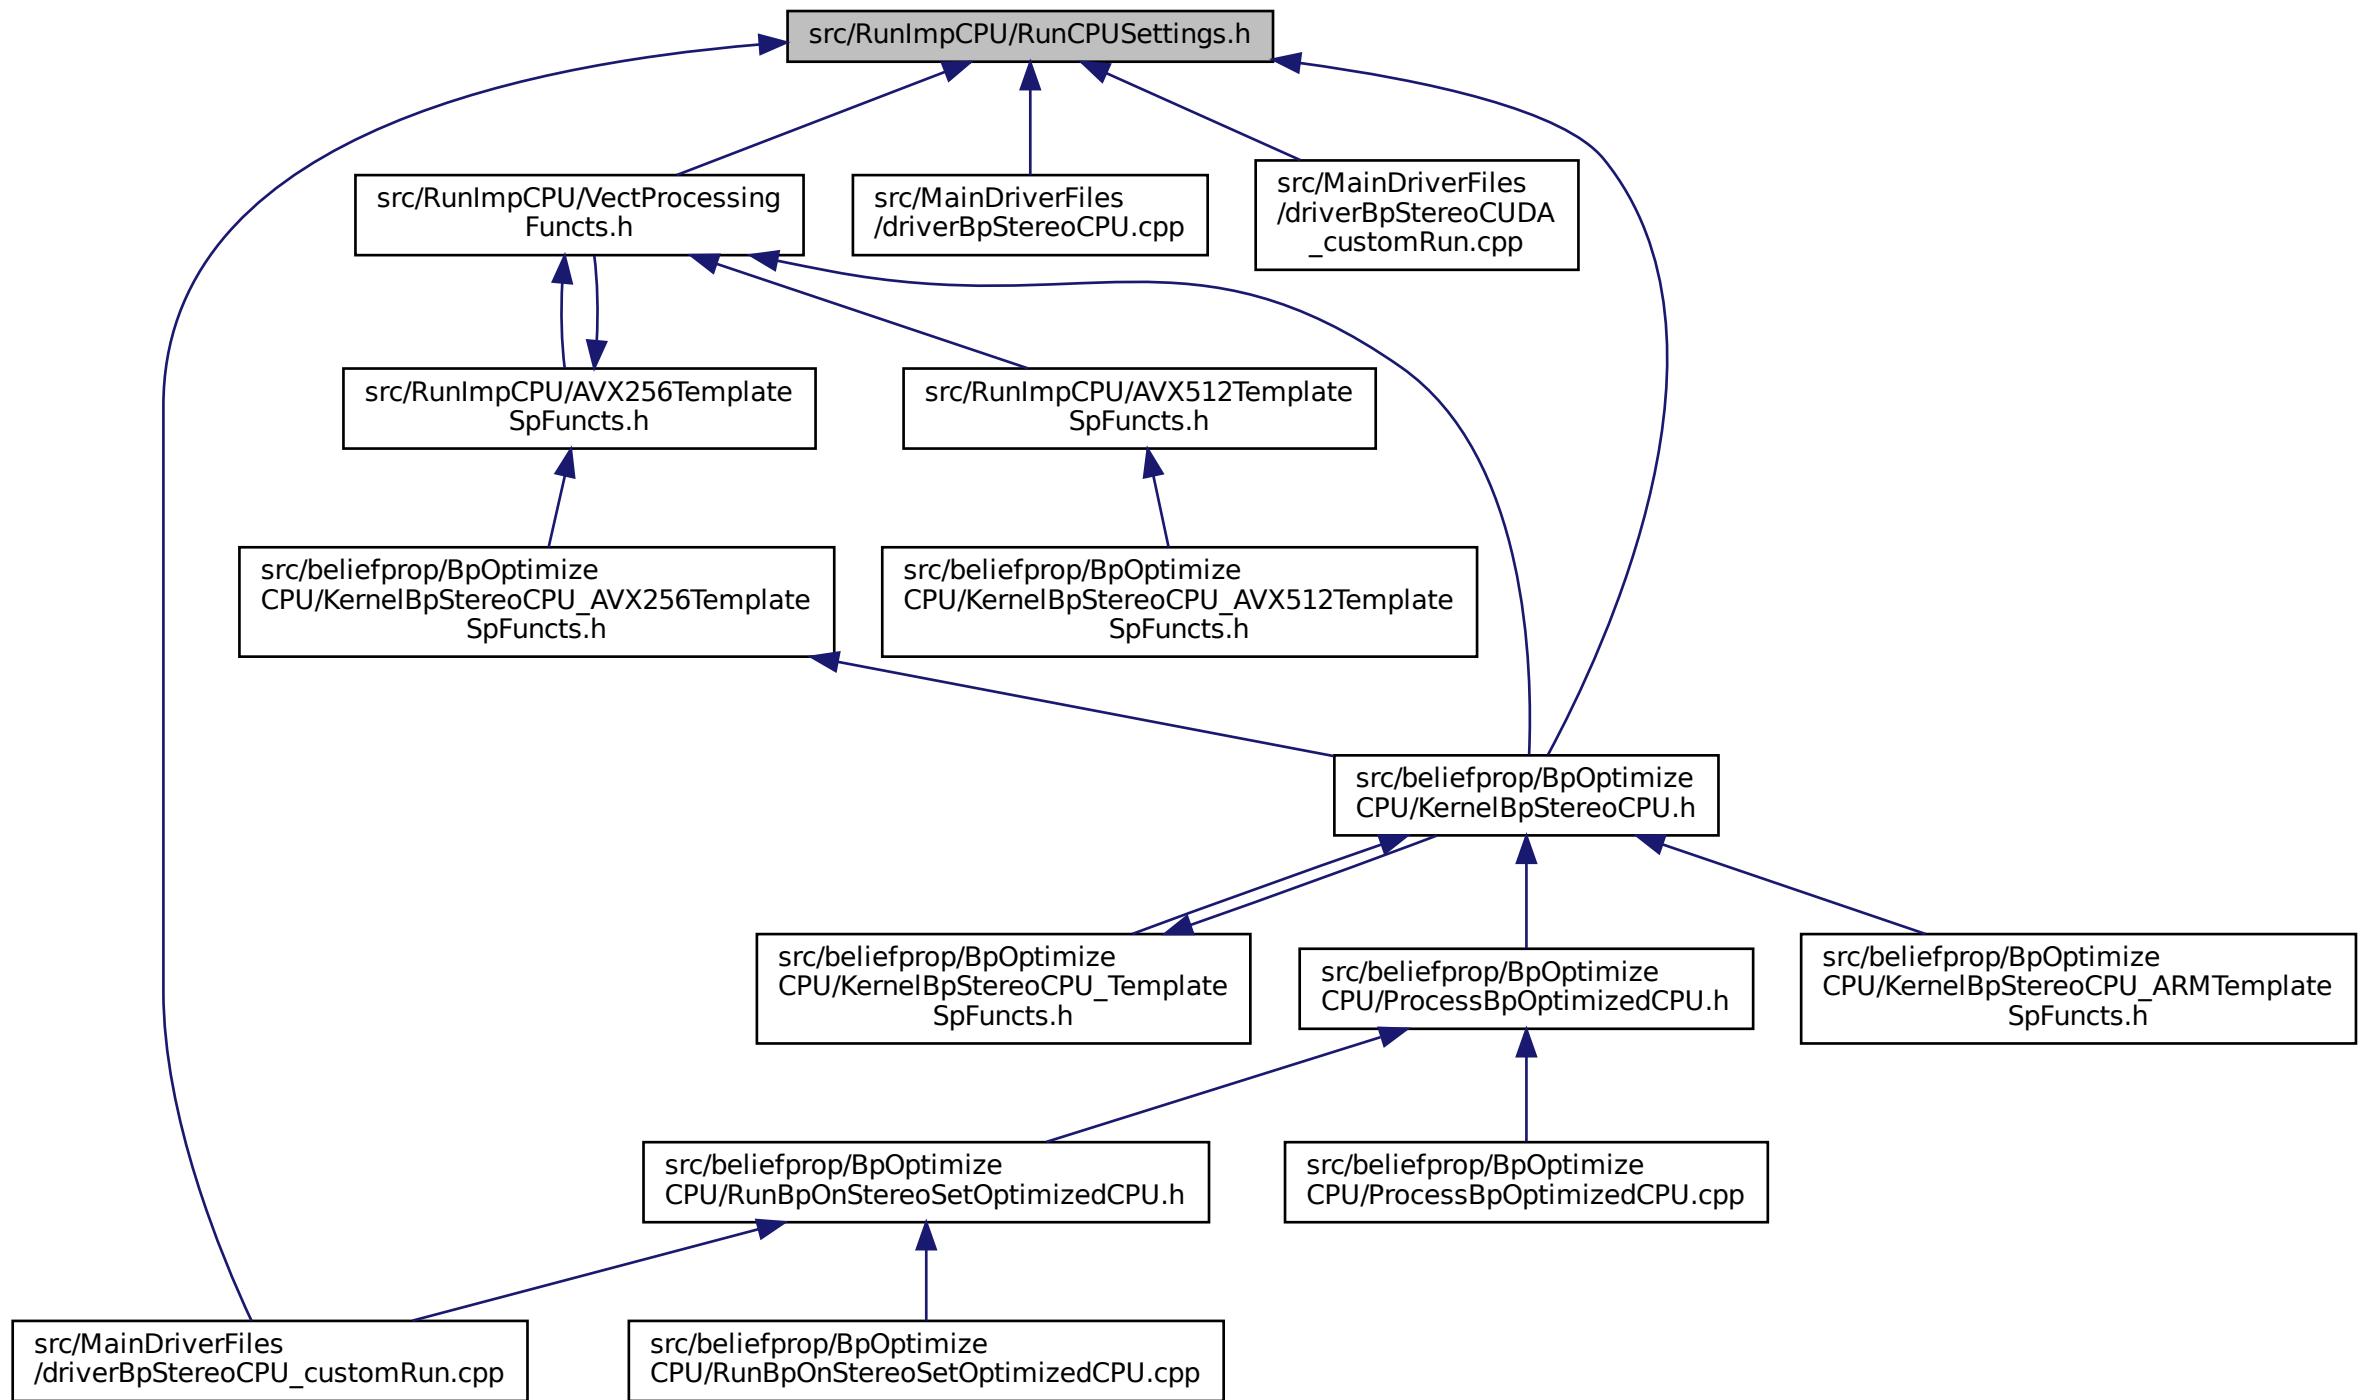 src/RunImpCPU/RunCPUSettings.h
src/RunImpCPU/VectProcessing
Functs.h
src/MainDriverFiles
/driverBpStereoCPU.cpp
src/MainDriverFiles
/driverBpStereoCUDA
_customRun.cpp
src/RunImpCPU/AVX256Template
SpFuncts.h
src/RunImpCPU/AVX512Template
SpFuncts.h
src/beliefprop/BpOptimize
CPU/KernelBpStereoCPU_AVX256Template
SpFuncts.h
src/beliefprop/BpOptimize
CPU/KernelBpStereoCPU_AVX512Template
SpFuncts.h
src/beliefprop/BpOptimize
CPU/KernelBpStereoCPU.h
src/beliefprop/BpOptimize
CPU/KernelBpStereoCPU_Template
SpFuncts.h
src/beliefprop/BpOptimize
CPU/ProcessBpOptimizedCPU.h
src/beliefprop/BpOptimize
CPU/KernelBpStereoCPU_ARMTemplate
SpFuncts.h
src/beliefprop/BpOptimize
CPU/RunBpOnStereoSetOptimizedCPU.h
src/beliefprop/BpOptimize
CPU/ProcessBpOptimizedCPU.cpp
src/MainDriverFiles
/driverBpStereoCPU_customRun.cpp
src/beliefprop/BpOptimize
CPU/RunBpOnStereoSetOptimizedCPU.cpp